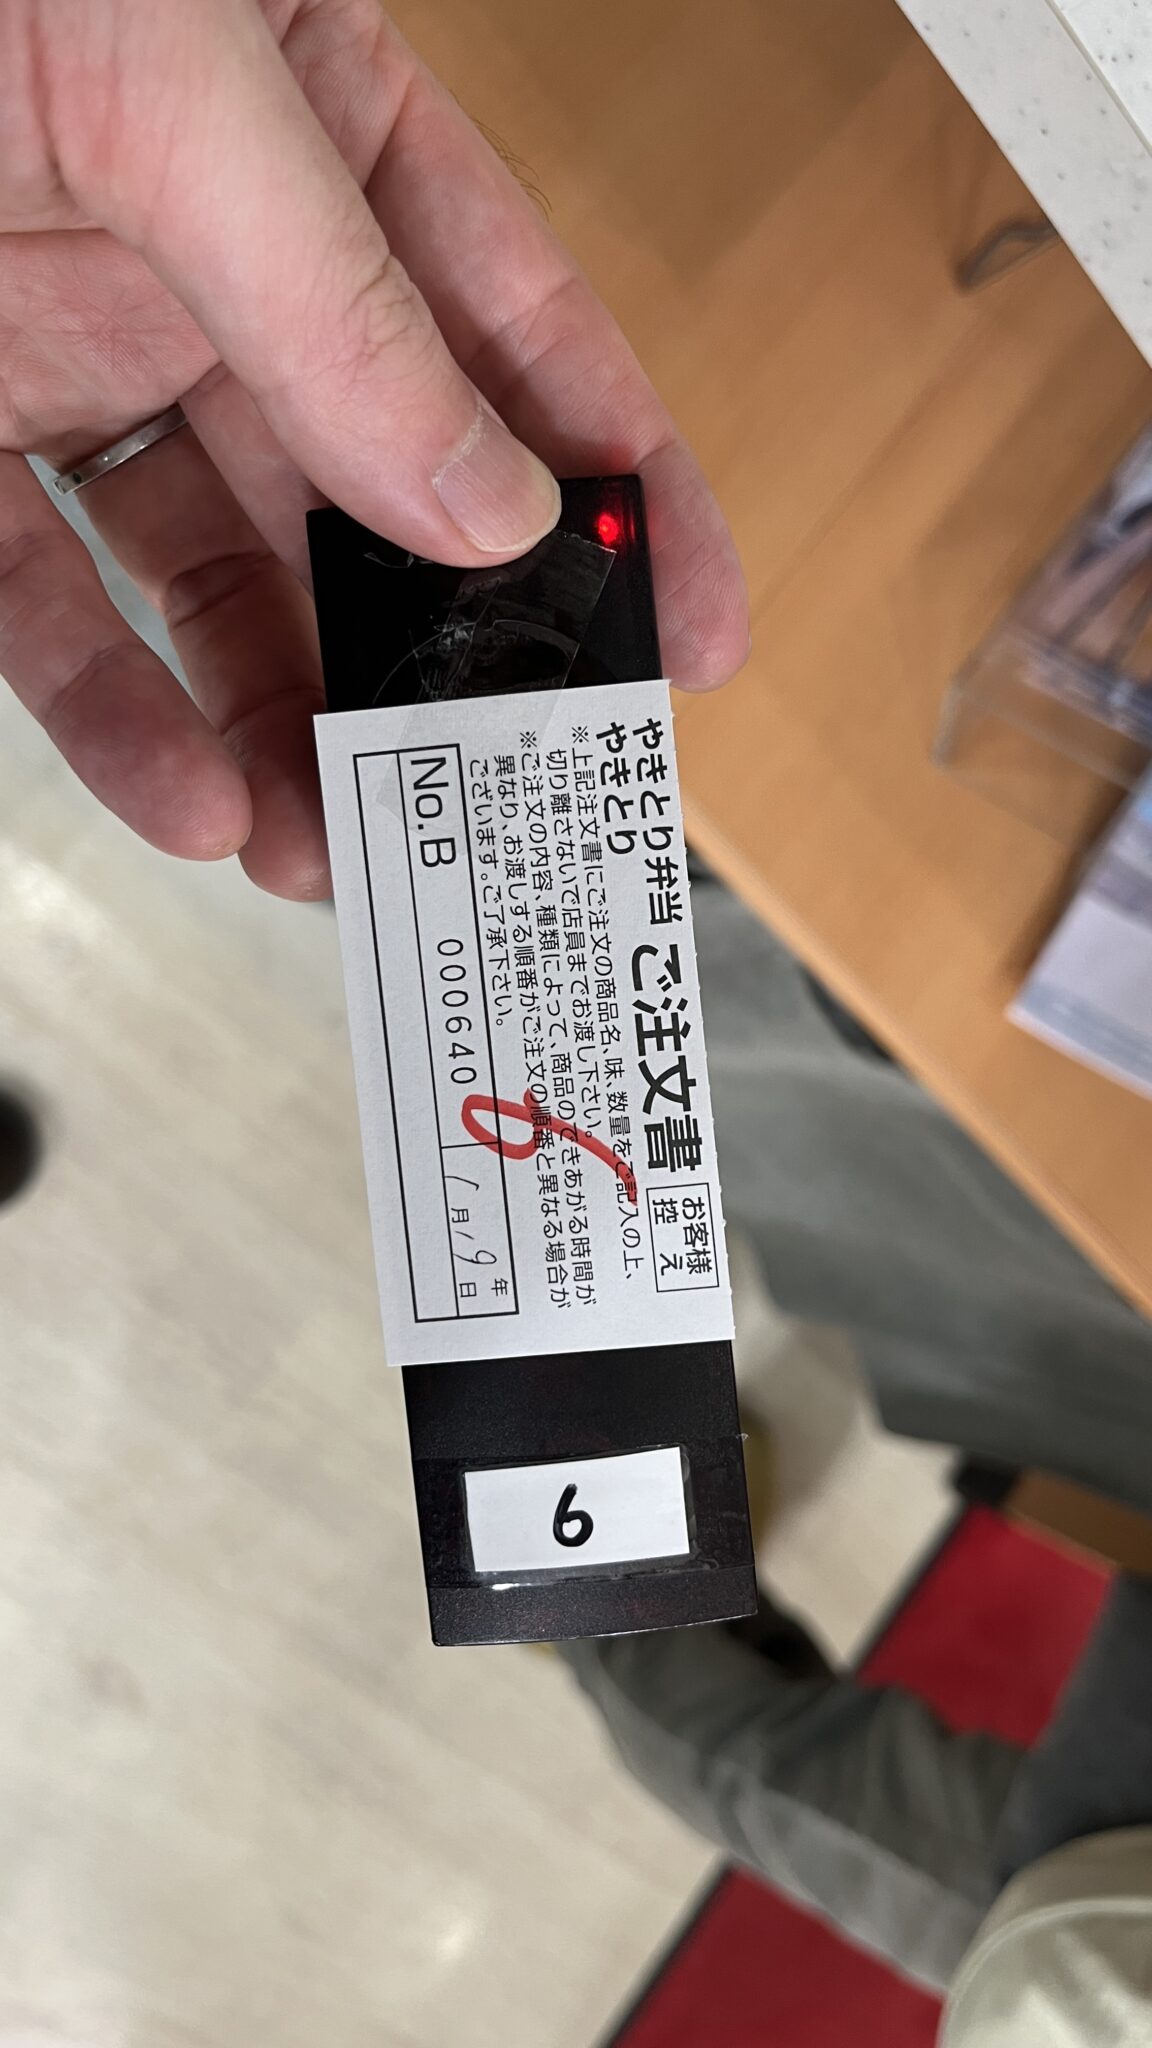 やきとり弁当
やきとり
ご注文書
お客様
控え
※上記注文書にご注文の商品名、味、数量をご記入の上、
切り離さないで店員までお渡し下さい。
※ご注文の内容、種類によって、商品のできあがる時間が
異なり、お渡しする順番がご注文の順番と異なる場合が
ございます。ご了承下さい。
No.B 000640
年
1月19日
6
6